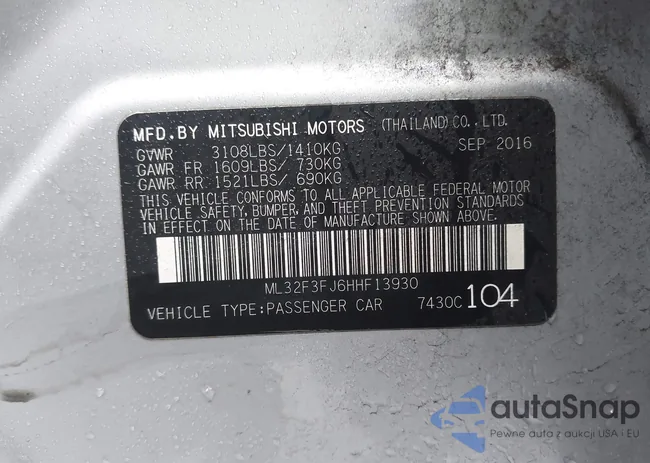 MFD. BY MITSUBISHI MOTORS (THAILAND) CO., LTD.
GVWR 3108LBS/1410KG SEP 2016
GAWR FR 1609LBS/ 730KG
GAWR RR 1521LBS/ 690KG
THIS VEHICLE CONFORMS TO ALL APPLICABLE FEDERAL MOTOR
VEHICLE SAFETY, BUMPER, AND THEFT PREVENTION STANDARDS
IN EFFECT ON THE DATE OF MANUFACTURE SHOWN ABOVE.
ML32F3FJ6HHF13930
VEHICLE TYPE:PASSENGER CAR 7430C 104
autaSnap
Pewne auta z aukcji USA i EU